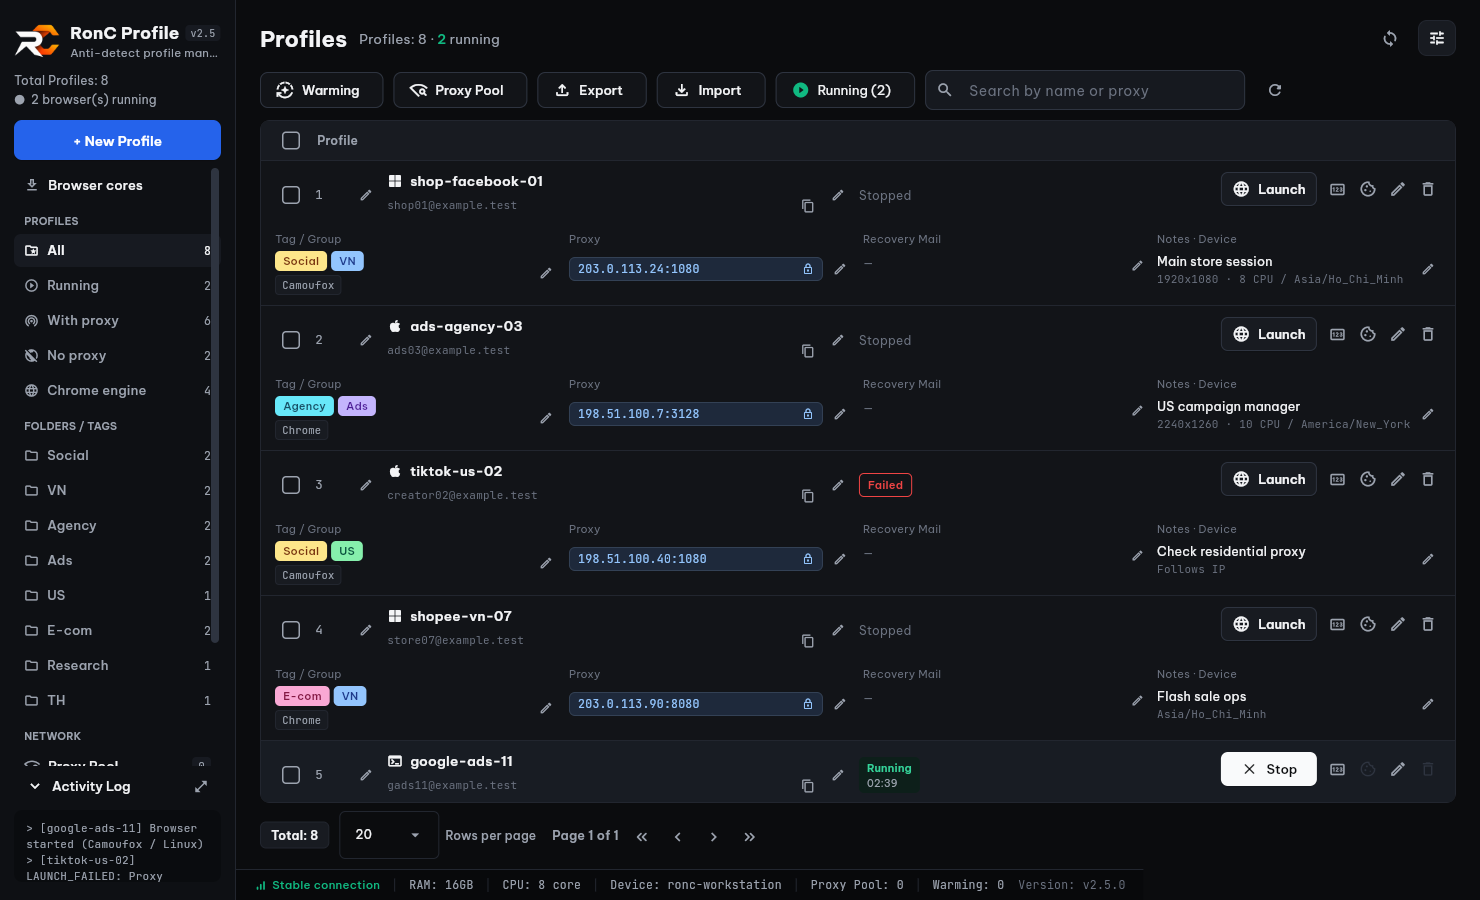 RonC Profile v2.5
Anti-detect profile man...
Total Profiles: 8
2 browser(s) running
+ New Profile
Browser cores
PROFILES
All 8
Running 2
With proxy 6
No proxy 2
Chrome engine 4
FOLDERS / TAGS
Social 2
VN 2
Agency 2
Ads 2
US 1
E-com 2
Research 1
TH 1
NETWORK
Proxy Pool 0
Activity Log
> [google-ads-11] Browser
started (Camoufox / Linux)
> [tiktok-us-02]
LAUNCH_FAILED: Proxy
Profiles Profiles: 8 · 2 running
Warming Proxy Pool Export Import Running (2) Search by name or proxy
Profile
1 shop-facebook-01 Stopped Launch
shop01@example.test
Tag / Group Proxy Recovery Mail Notes · Device
Social VN 203.0.113.24:1080 — Main store session
Camoufox 1920x1080 · 8 CPU / Asia/Ho_Chi_Minh
2 ads-agency-03 Stopped Launch
ads03@example.test
Tag / Group Proxy Recovery Mail Notes · Device
Agency Ads 198.51.100.7:3128 — US campaign manager
Chrome 2240x1260 · 10 CPU / America/New_York
3 tiktok-us-02 Failed Launch
creator02@example.test
Tag / Group Proxy Recovery Mail Notes · Device
Social US 198.51.100.40:1080 — Check residential proxy
Camoufox Follows IP
4 shopee-vn-07 Stopped Launch
store07@example.test
Tag / Group Proxy Recovery Mail Notes · Device
E-com VN 203.0.113.90:8080 — Flash sale ops
Chrome Asia/Ho_Chi_Minh
5 google-ads-11 Running Stop
gads11@example.test 02:39
Total: 8 20 Rows per page Page 1 of 1 « ‹ › »
Stable connection RAM: 16GB CPU: 8 core Device: ronc-workstation Proxy Pool: 0 Warming: 0 Version: v2.5.0